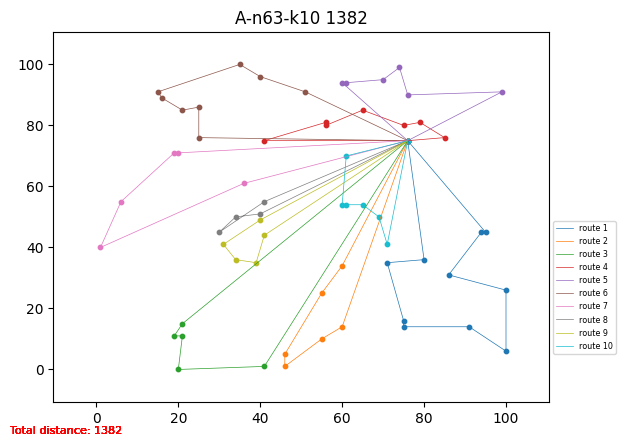 A-n63-k10 1382
100
80
60
40
20
0
0 20 40 60 80 100
route 1
route 2
route 3
route 4
route 5
route 6
route 7
route 8
route 9
route 10
Total distance: 1382